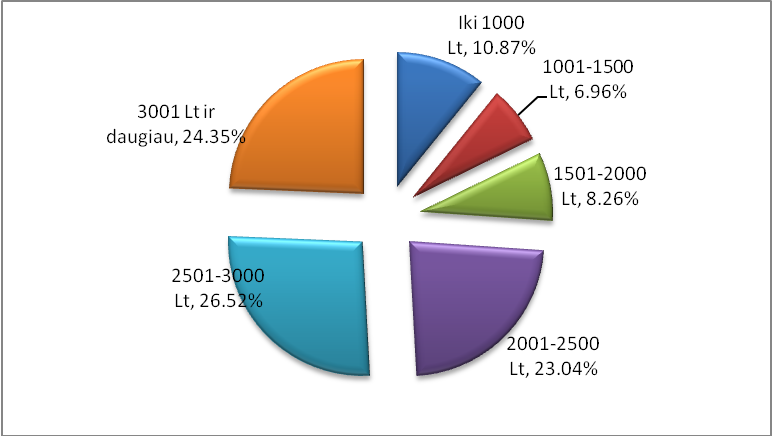 Iki 1000
Lt, 10.87%
1001-1500
Lt, 6.96%
1501-2000
Lt, 8.26%
2001-2500
Lt, 23.04%
2501-3000
Lt, 26.52%
3001 Lt ir
daugiau, 24.35%